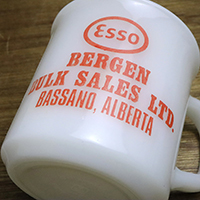 Esso
BERGEN
BULK SALES LTD.
BASSANO, ALBERTA